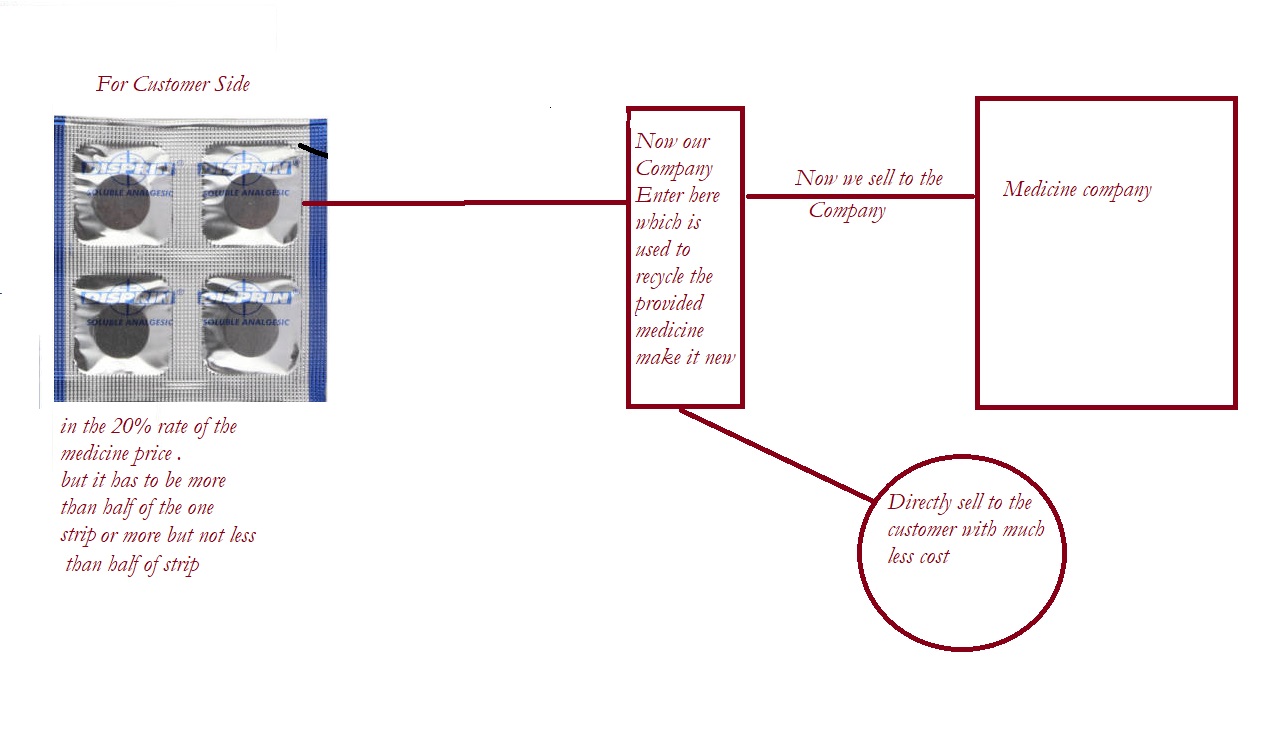 For Customer Side
DISPRIN
SOLUBLE ANALGESIC
DISPRIN
SOLUBLE ANALGESIC
DISPRIN
SOLUBLE ANALGESIC
DISPRIN
SOLUBLE ANALGESIC
in the 20% rate of the
medicine price .
but it has to be more
than half of the one
strip or more but not less
than half of strip
Now our
Company
Enter here
which is
used to
recycle the
provided
medicine
make it new
Now we sell to the
Company
Medicine company
Directly sell to the
customer with much
less cost